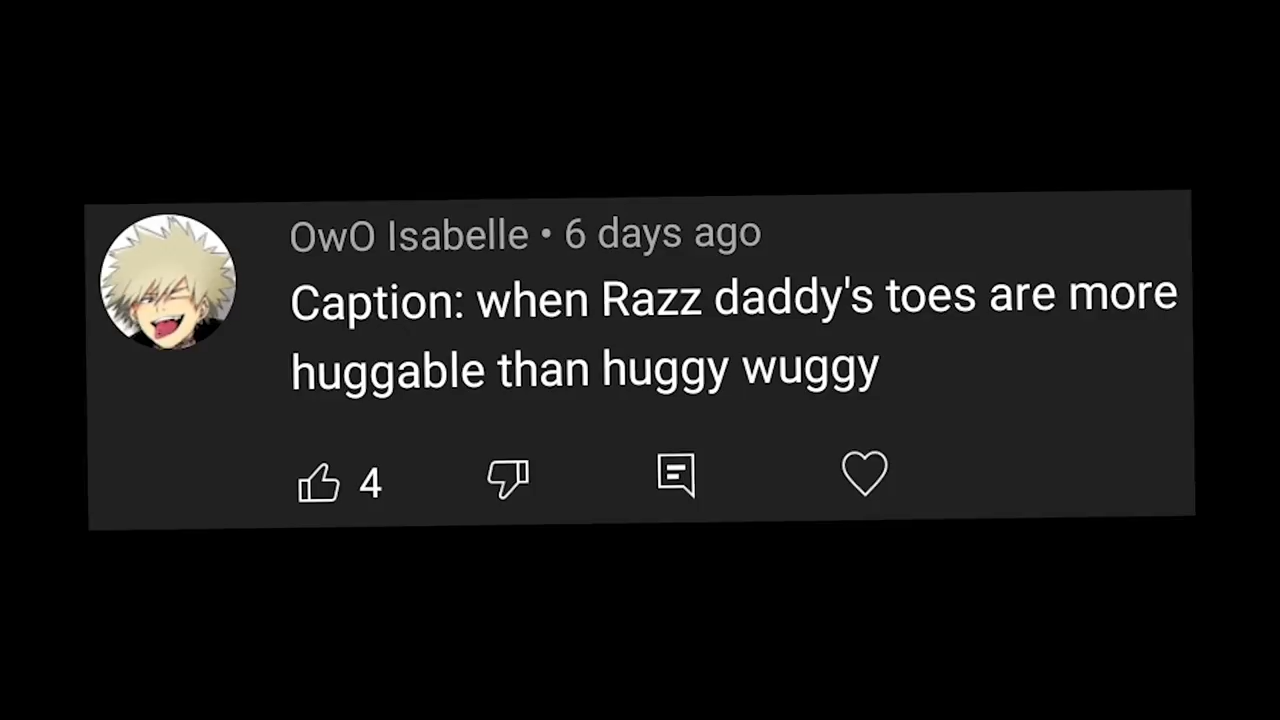 OwO Isabelle • 6 days ago
Caption: when Razz daddy's toes are more
huggable than huggy wuggy
4